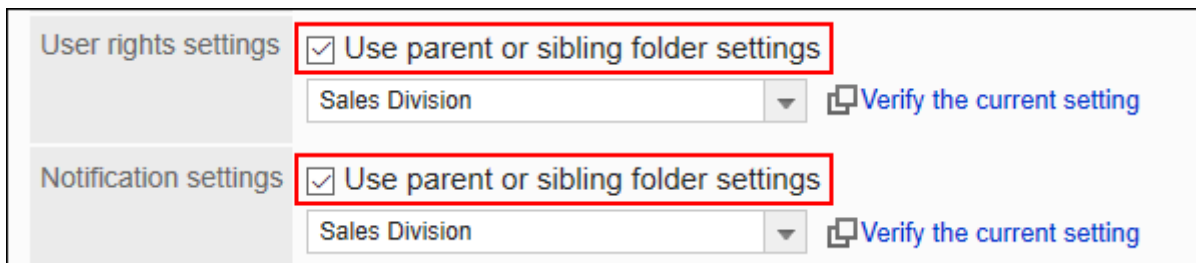 User rights settings Use parent or sibling folder settings
Sales Division Verify the current setting
Notification settings Use parent or sibling folder settings
Sales Division Verify the current setting